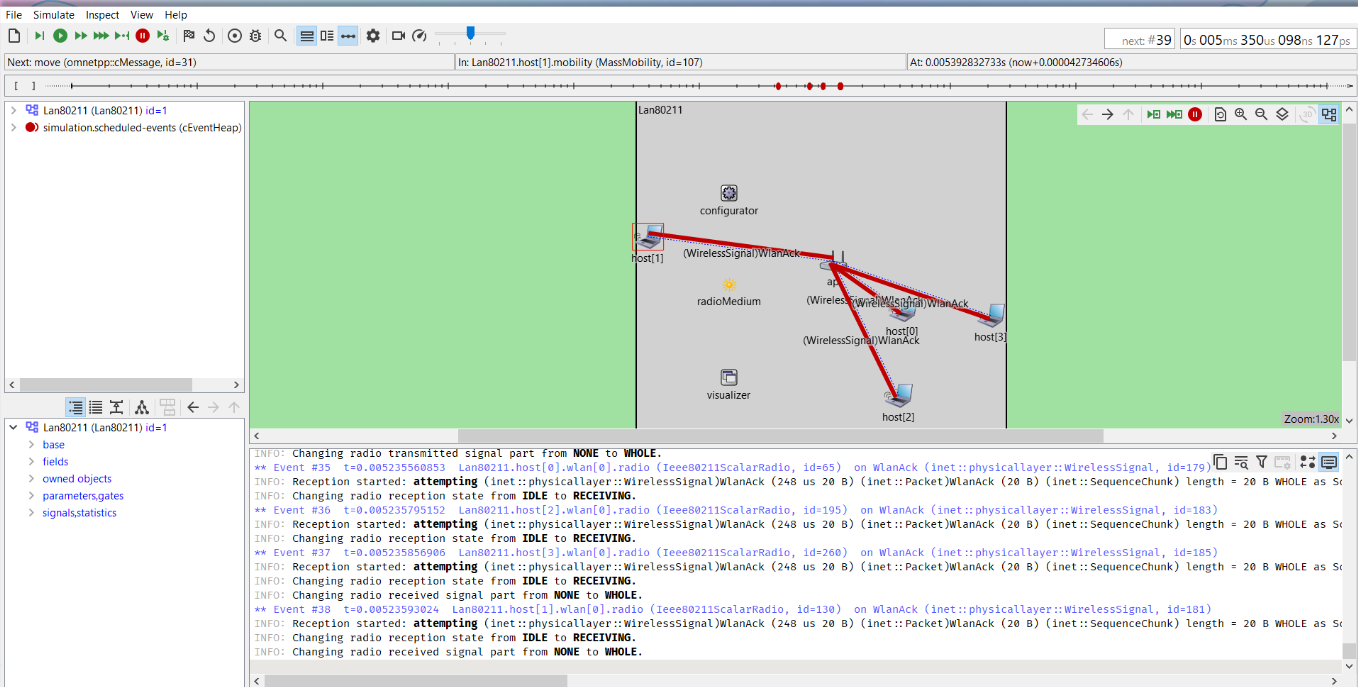 File Simulate Inspect View Help
next: #39 0s 005ms 350us 098ns 127ps
Next: move (omnetpp::cMessage, id=31) In: Lan80211.host[1].mobility (MassMobility, id=107) At: 0.005392832733s (now+0.000042734606s)
Lan80211 (Lan80211) id=1
simulation.scheduled-events (cEventHeap)
Lan80211
configurator
host[1]
(WirelessSignal)WlanAck
ap
radioMedium
(WirelessSignal)WlanAck
(WirelessSignal)WlanAck
host[0]
host[3]
(WirelessSignal)WlanAck
visualizer
host[2]
Zoom:1.30x
Lan80211 (Lan80211) id=1
base
fields
owned objects
parameters,gates
signals,statistics
INFO: Changing radio transmitted signal part from NONE to WHOLE.
** Event #35 t=0.005235560853 Lan80211.host[0].wlan[0].radio (Ieee80211ScalarRadio, id=65) on WlanAck (inet::physicallayer::WirelessSignal, id=179)
INFO: Reception started: attempting (inet::physicallayer::WirelessSignal)WlanAck (248 us 20 B) (inet::Packet)WlanAck (20 B) (inet::SequenceChunk) length = 20 B WHOLE as Sc
INFO: Changing radio reception state from IDLE to RECEIVING.
** Event #36 t=0.005235795152 Lan80211.host[2].wlan[0].radio (Ieee80211ScalarRadio, id=195) on WlanAck (inet::physicallayer::WirelessSignal, id=183)
INFO: Reception started: attempting (inet::physicallayer::WirelessSignal)WlanAck (248 us 20 B) (inet::Packet)WlanAck (20 B) (inet::SequenceChunk) length = 20 B WHOLE as Sc
INFO: Changing radio reception state from IDLE to RECEIVING.
** Event #37 t=0.005235856906 Lan80211.host[3].wlan[0].radio (Ieee80211ScalarRadio, id=260) on WlanAck (inet::physicallayer::WirelessSignal, id=185)
INFO: Reception started: attempting (inet::physicallayer::WirelessSignal)WlanAck (248 us 20 B) (inet::Packet)WlanAck (20 B) (inet::SequenceChunk) length = 20 B WHOLE as Sc
INFO: Changing radio reception state from IDLE to RECEIVING.
INFO: Changing radio received signal part from NONE to WHOLE.
** Event #38 t=0.00523593024 Lan80211.host[1].wlan[0].radio (Ieee80211ScalarRadio, id=130) on WlanAck (inet::physicallayer::WirelessSignal, id=181)
INFO: Reception started: attempting (inet::physicallayer::WirelessSignal)WlanAck (248 us 20 B) (inet::Packet)WlanAck (20 B) (inet::SequenceChunk) length = 20 B WHOLE as Sc
INFO: Changing radio reception state from IDLE to RECEIVING.
INFO: Changing radio received signal part from NONE to WHOLE.